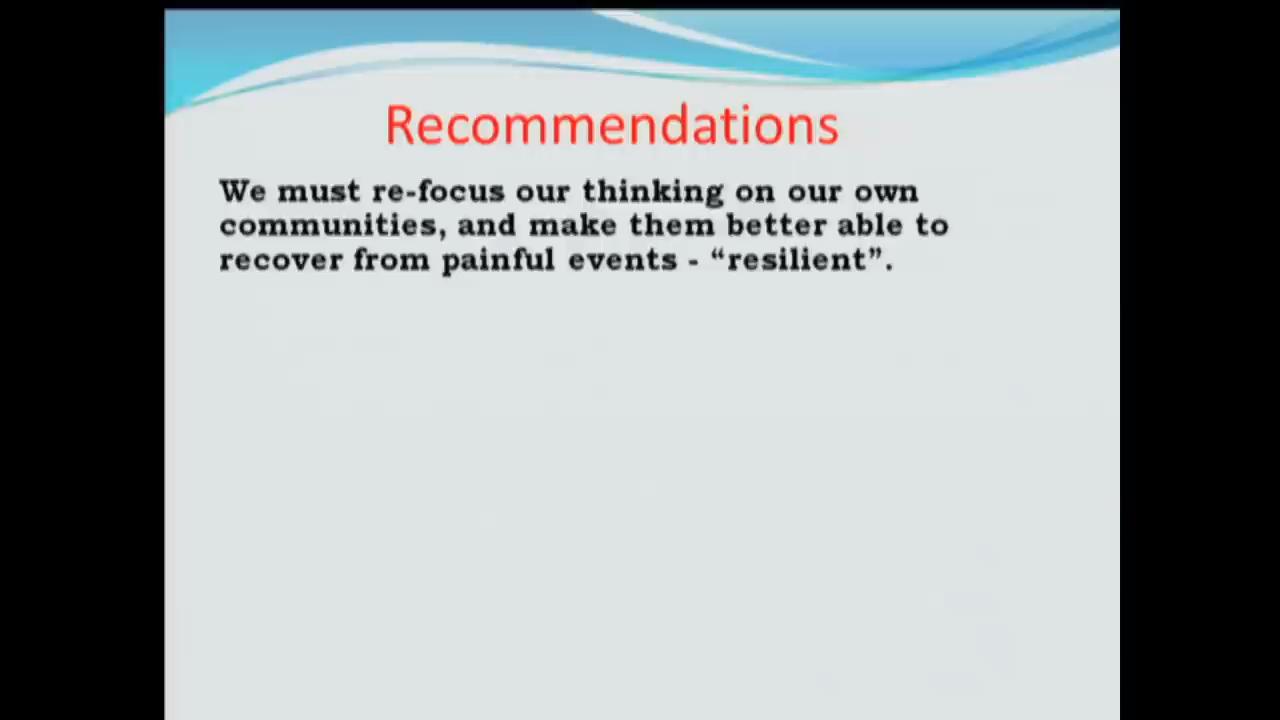 Recommendations
We must re-focus our thinking on our own
communities, and make them better able to
recover from painful events - “resilient”.